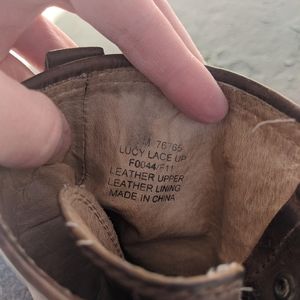 M 76765
LUCY LACE UP
F0044/F11
LEATHER UPPER
LEATHER LINING
MADE IN CHINA